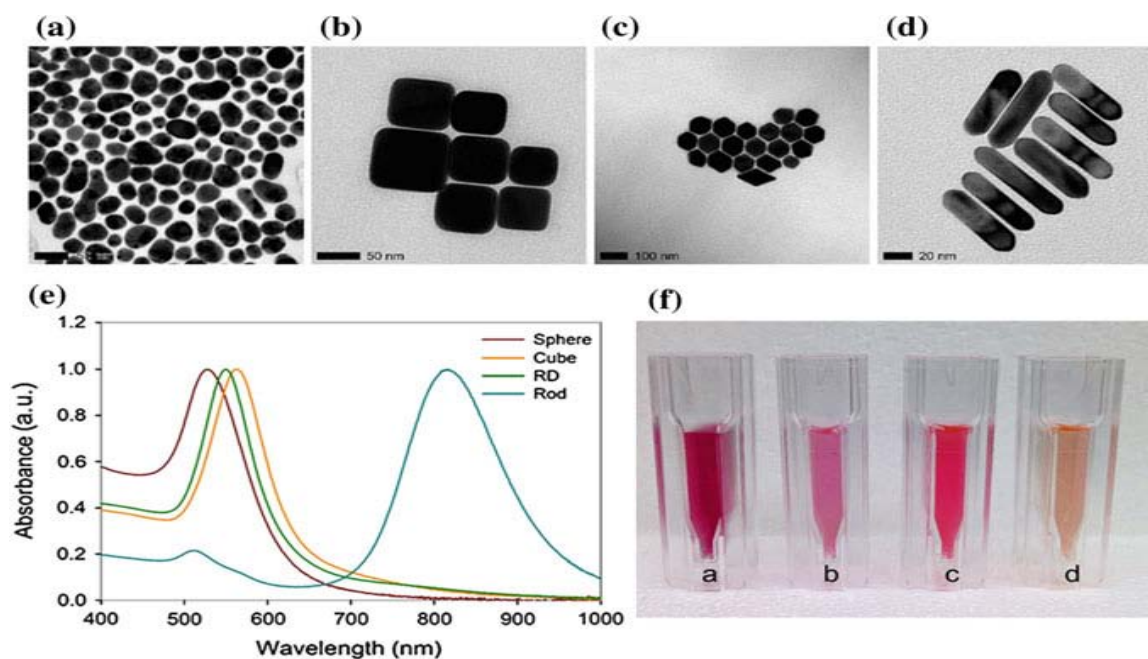 (a)
(b)
(c)
(d)
50 nm
100 nm
20 nm
(e)
(f)
1.2
1.0
0.8
0.6
0.4
0.2
0.0
Absorbance (a.u.)
Sphere
Cube
RD
Rod
400 500 600 700 800 900 1000
Wavelength (nm)
a b c d